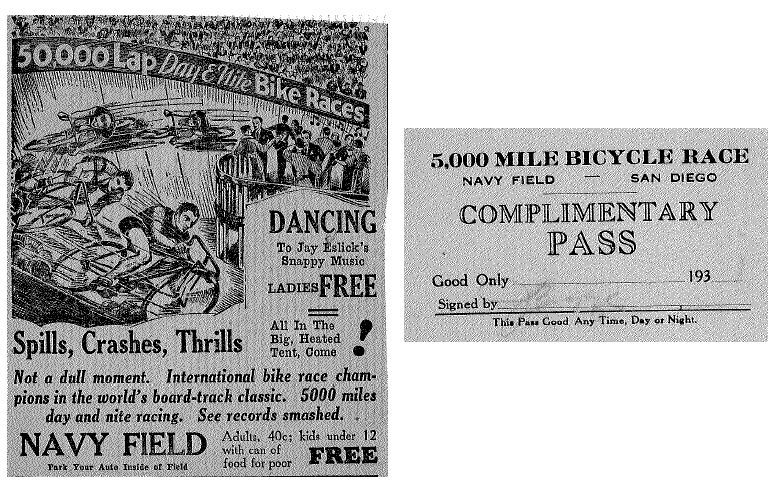 50,000 Lap Day & Nite Bike Races
DANCING
To Jay Eslick's
Snappy Music
LADIES FREE
All In The
Big, Heated
Tent, Come !
Spills, Crashes, Thrills
Not a dull moment. International bike race cham-
pions in the world's board-track classic. 5000 miles
day and nite racing. See records smashed.
NAVY FIELD
Park Your Auto Inside of Field
Adults, 40c; kids under 12
with can of
food for poor FREE
5,000 MILE BICYCLE RACE
NAVY FIELD — SAN DIEGO
COMPLIMENTARY
PASS
Good Only 193
Signed by
This Pass Good Any Time, Day or Night.